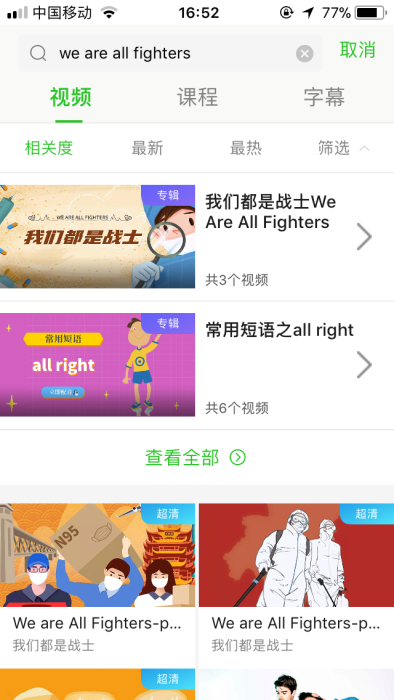 中国移动
16:52
77%
we are all fighters
取消
视频
课程
字幕
相关度
最新
最热
筛选
专辑
WE ARE ALL FIGHTERS
我们都是战士
我们都是战士We
Are All Fighters
共3个视频
专辑
常用短语
all right
常用短语之all right
共6个视频
查看全部
超清
N95
超清
We are All Fighters-p...
We are All Fighters-p...
我们都是战士
我们都是战士
超清